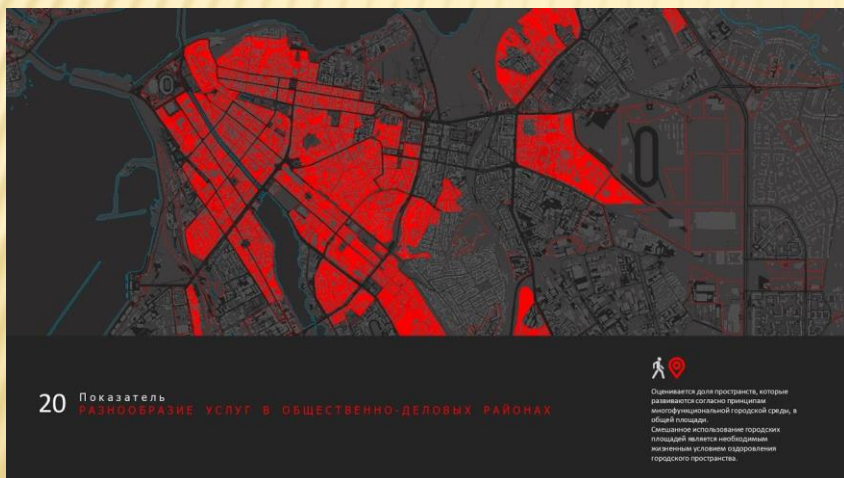 20
Показатель
РАЗНООБРАЗИЕ УСЛУГ В ОБЩЕСТВЕННО-ДЕЛОВЫХ РАЙОНАХ
Оценивается доля пространств, которые
развиваются согласно принципам
многофункциональной городской среды, в
общей площади.
Смешанное использование городских
площадей является необходимым
жизненным условием оздоровления
городского пространства.